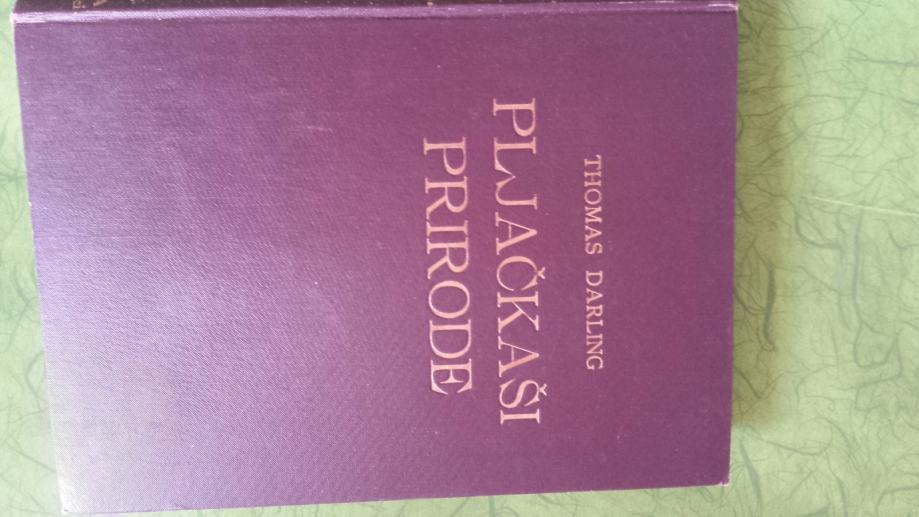 THOMAS DARLING
PLJAČKAŠI
PRIRODE